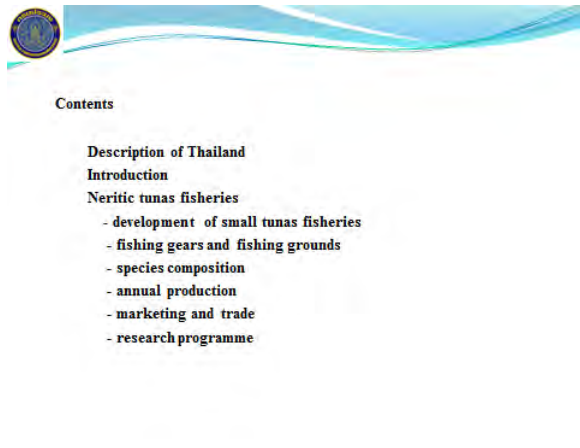 Contents
Description of Thailand
Introduction
Neritic tunas fisheries
- development of small tunas fisheries
- fishing gears and fishing grounds
- species composition
- annual production
- marketing and trade
- research programme